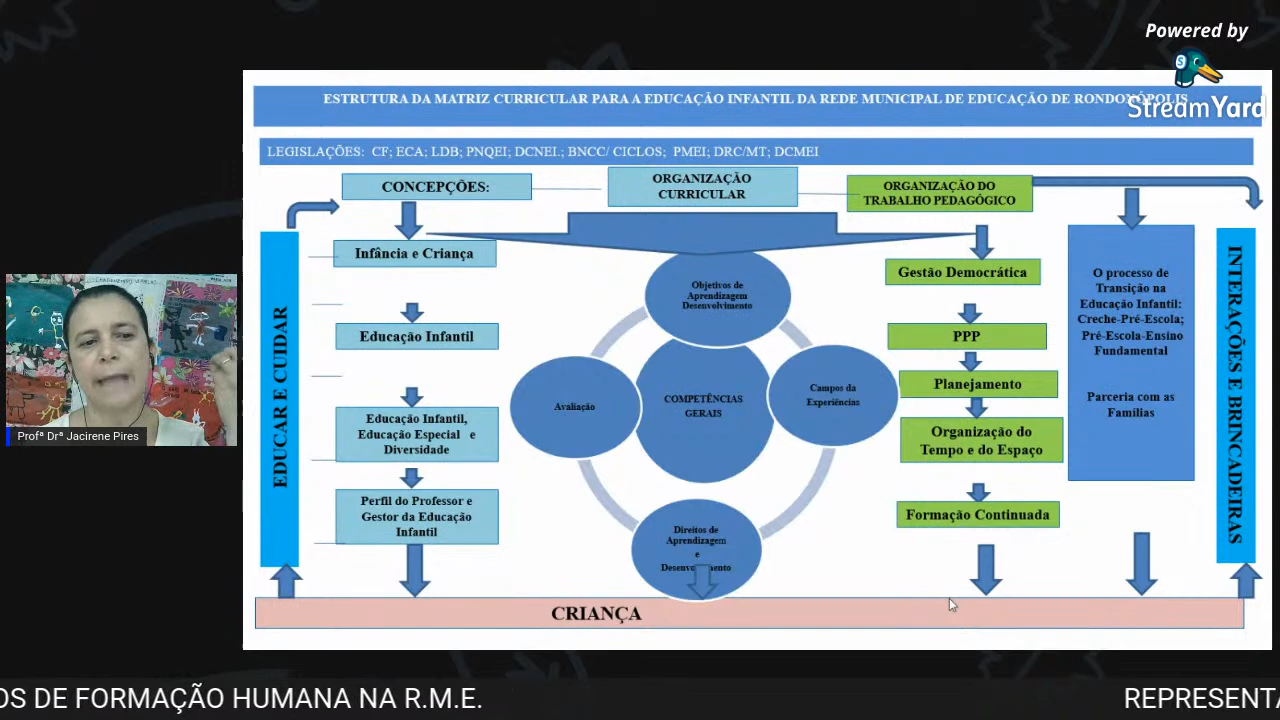 Powered by
StreamYard
ESTRUTURA DA MATRIZ CURRICULAR PARA A EDUCAÇÃO INFANTIL DA REDE MUNICIPAL DE EDUCAÇÃO DE RONDONÓPOLIS
LEGISLAÇÕES: CF; ECA; LDB; PNQEI; DCNEI.; BNCC/ CICLOS; PMEI; DRC/MT; DCMEI
CONCEPÇÕES:
ORGANIZAÇÃO
CURRICULAR
ORGANIZAÇÃO DO
TRABALHO PEDAGÓGICO
EDUCAR E CUIDAR
Infância e Criança
Educação Infantil
Educação Infantil,
Educação Especial e
Diversidade
Perfil do Professor e
Gestor da Educação
Infantil
Objetivos de
Aprendizagem
Desenvolvimento
Avaliação
COMPETÊNCIAS
GERAIS
Campos da
Experiências
Direitos de
Aprendizagem
e
Gestão Democrática
PPP
Planejamento
Organização do
Tempo e do Espaço
Formação Continuada
O processo de
Transição na
Educação Infantil:
Creche-Pré-Escola;
Pré-Escola-Ensino
Fundamental
Parceria com as
Famílias
INTERAÇÕES E BRINCADEIRAS
CRIANÇA
Profª Drª Jacirene Pires
OS DE FORMAÇÃO HUMANA NA R.M.E.
REPRESENTA